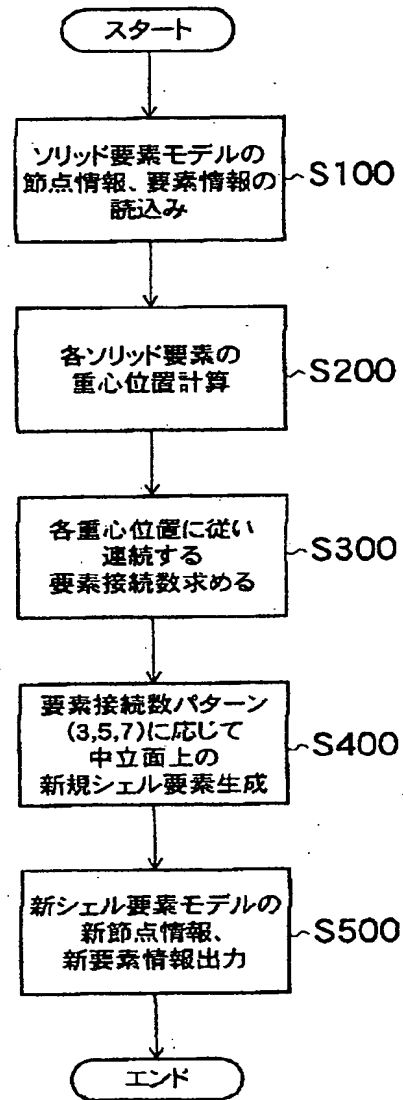 スタート
ソリッド要素モデルの
節点情報、要素情報の
読込み
S100
各ソリッド要素の
重心位置計算
S200
各重心位置に従い
連続する
要素接続数求める
S300
要素接続数パターン
(3,5,7)に応じて
中立面上の
新規シェル要素生成
S400
新シェル要素モデルの
新節点情報、
新要素情報出力
S500
エンド